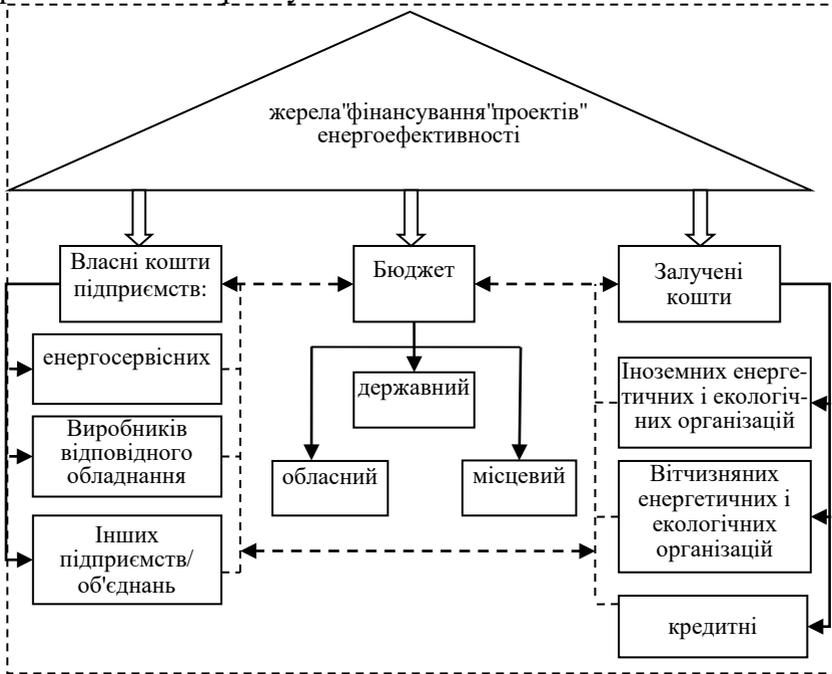 жерела"фінансування"проектів"
енергоефективності
Власні кошти
підприємств:
Бюджет
Залучені
кошти
енергосервісних
державний
Іноземних енерге-
тичних і екологіч-
них організацій
Виробників
відповідного
обладнання
обласний
місцевий
Вітчизняних
енергетичних і
екологічних
організацій
Інших
підприємств/
об'єднань
кредитні